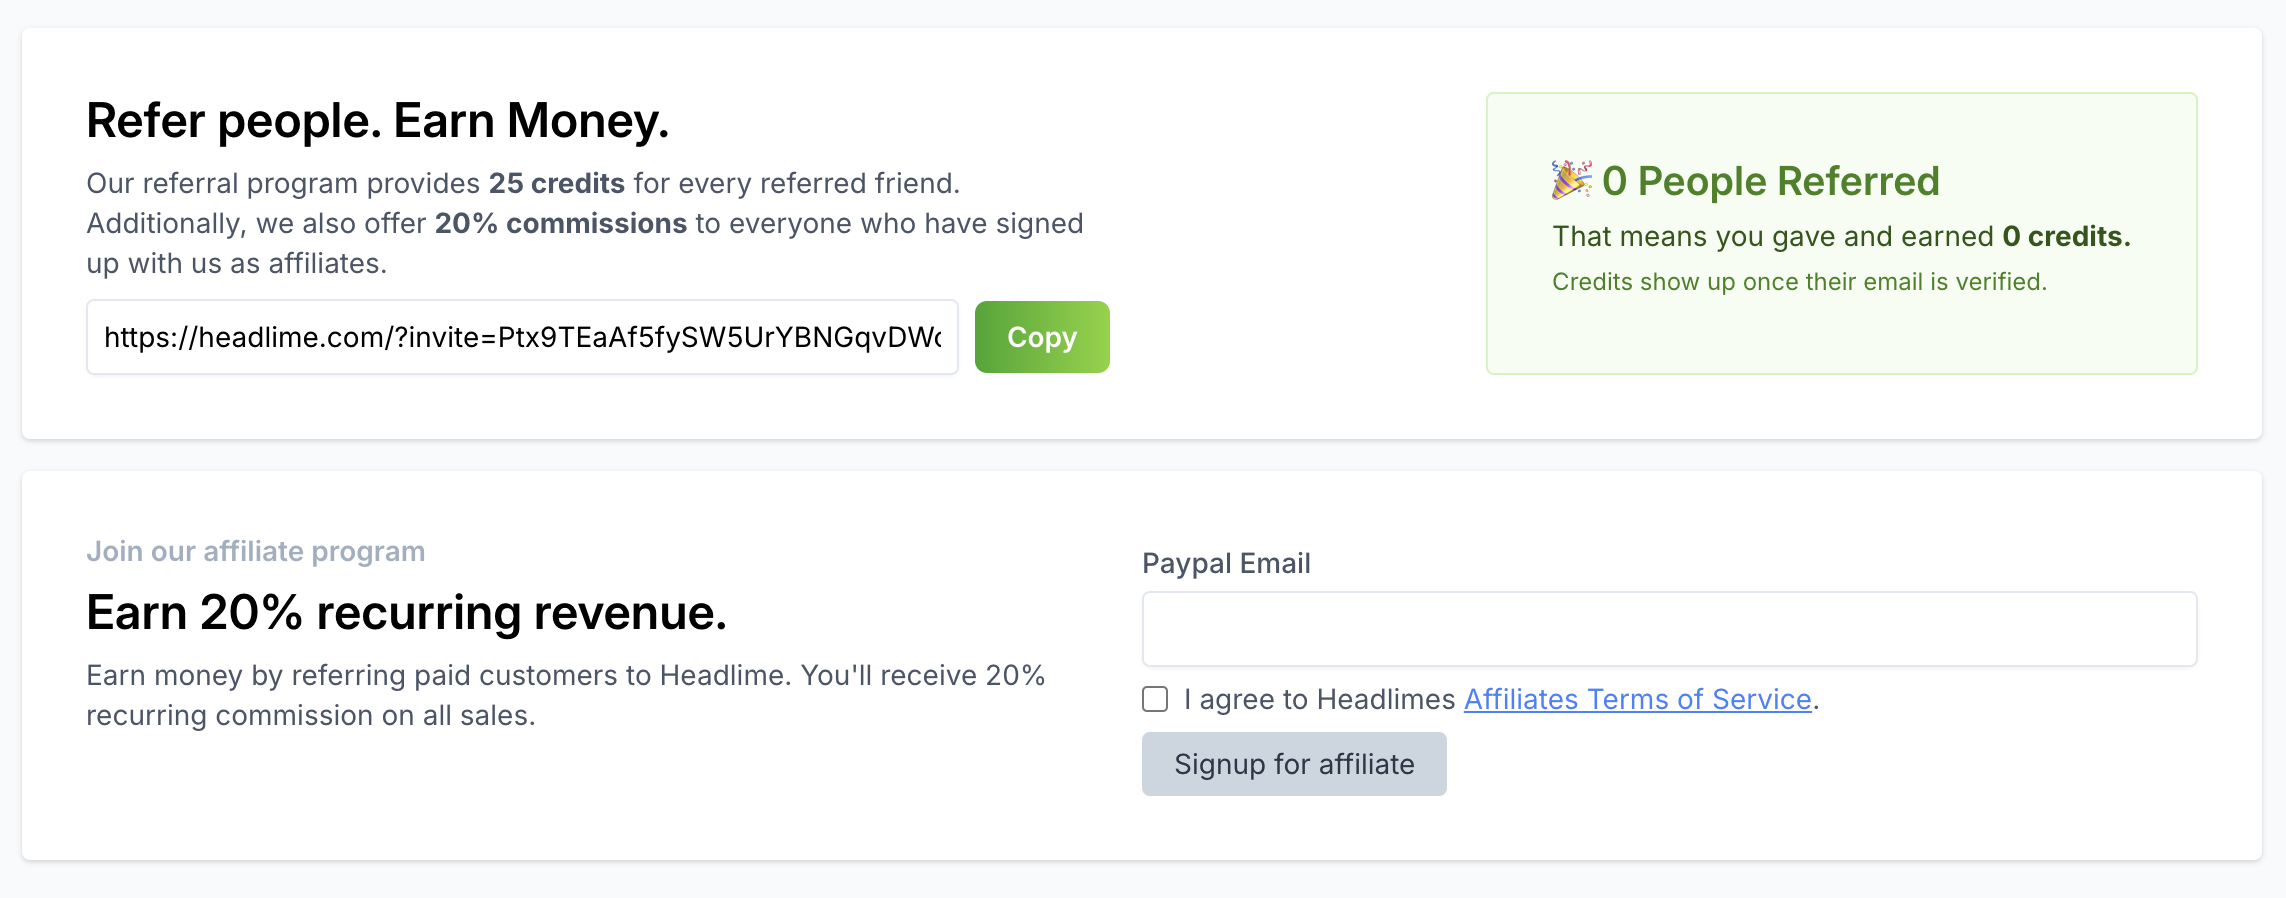 Refer people. Earn Money.
Our referral program provides 25 credits for every referred friend.
Additionally, we also offer 20% commissions to everyone who have signed
up with us as affiliates.
https://headlime.com/?invite=Ptx9TEaAf5fySW5UrYBNGqvDWc
Copy
🎉 0 People Referred
That means you gave and earned 0 credits.
Credits show up once their email is verified.
Join our affiliate program
Earn 20% recurring revenue.
Earn money by referring paid customers to Headlime. You'll receive 20%
recurring commission on all sales.
Paypal Email
I agree to Headlimes Affiliates Terms of Service.
Signup for affiliate